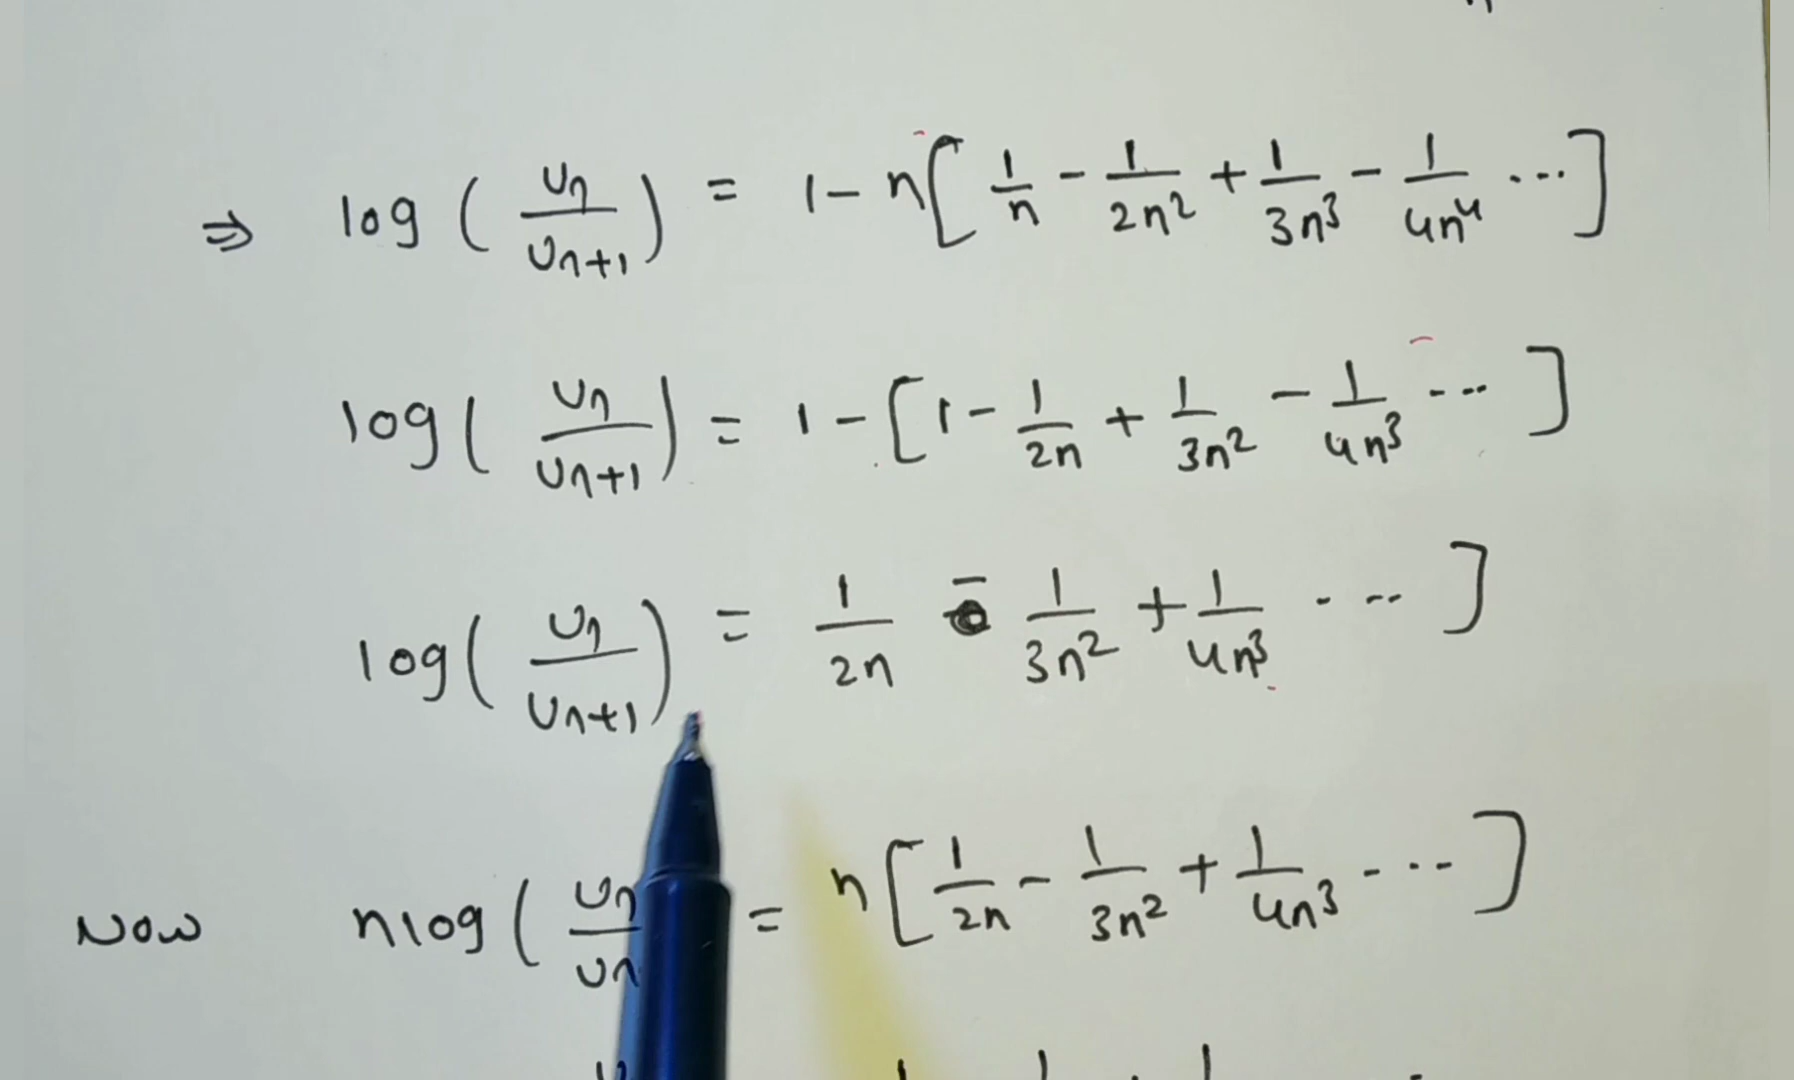 ⇒ log ( Un / Un+1 ) = 1 - n [ 1/n - 1/2n² + 1/3n³ - 1/4n⁴ ... ]
log ( Un / Un+1 ) = 1 - [ 1 - 1/2n + 1/3n² - 1/4n³ ... ]
log ( Un / Un+1 ) = 1/2n - 1/3n² + 1/4n³ ... ]
Now nlog ( Un / Un = n [ 1/2n - 1/3n² + 1/4n³ ... ]